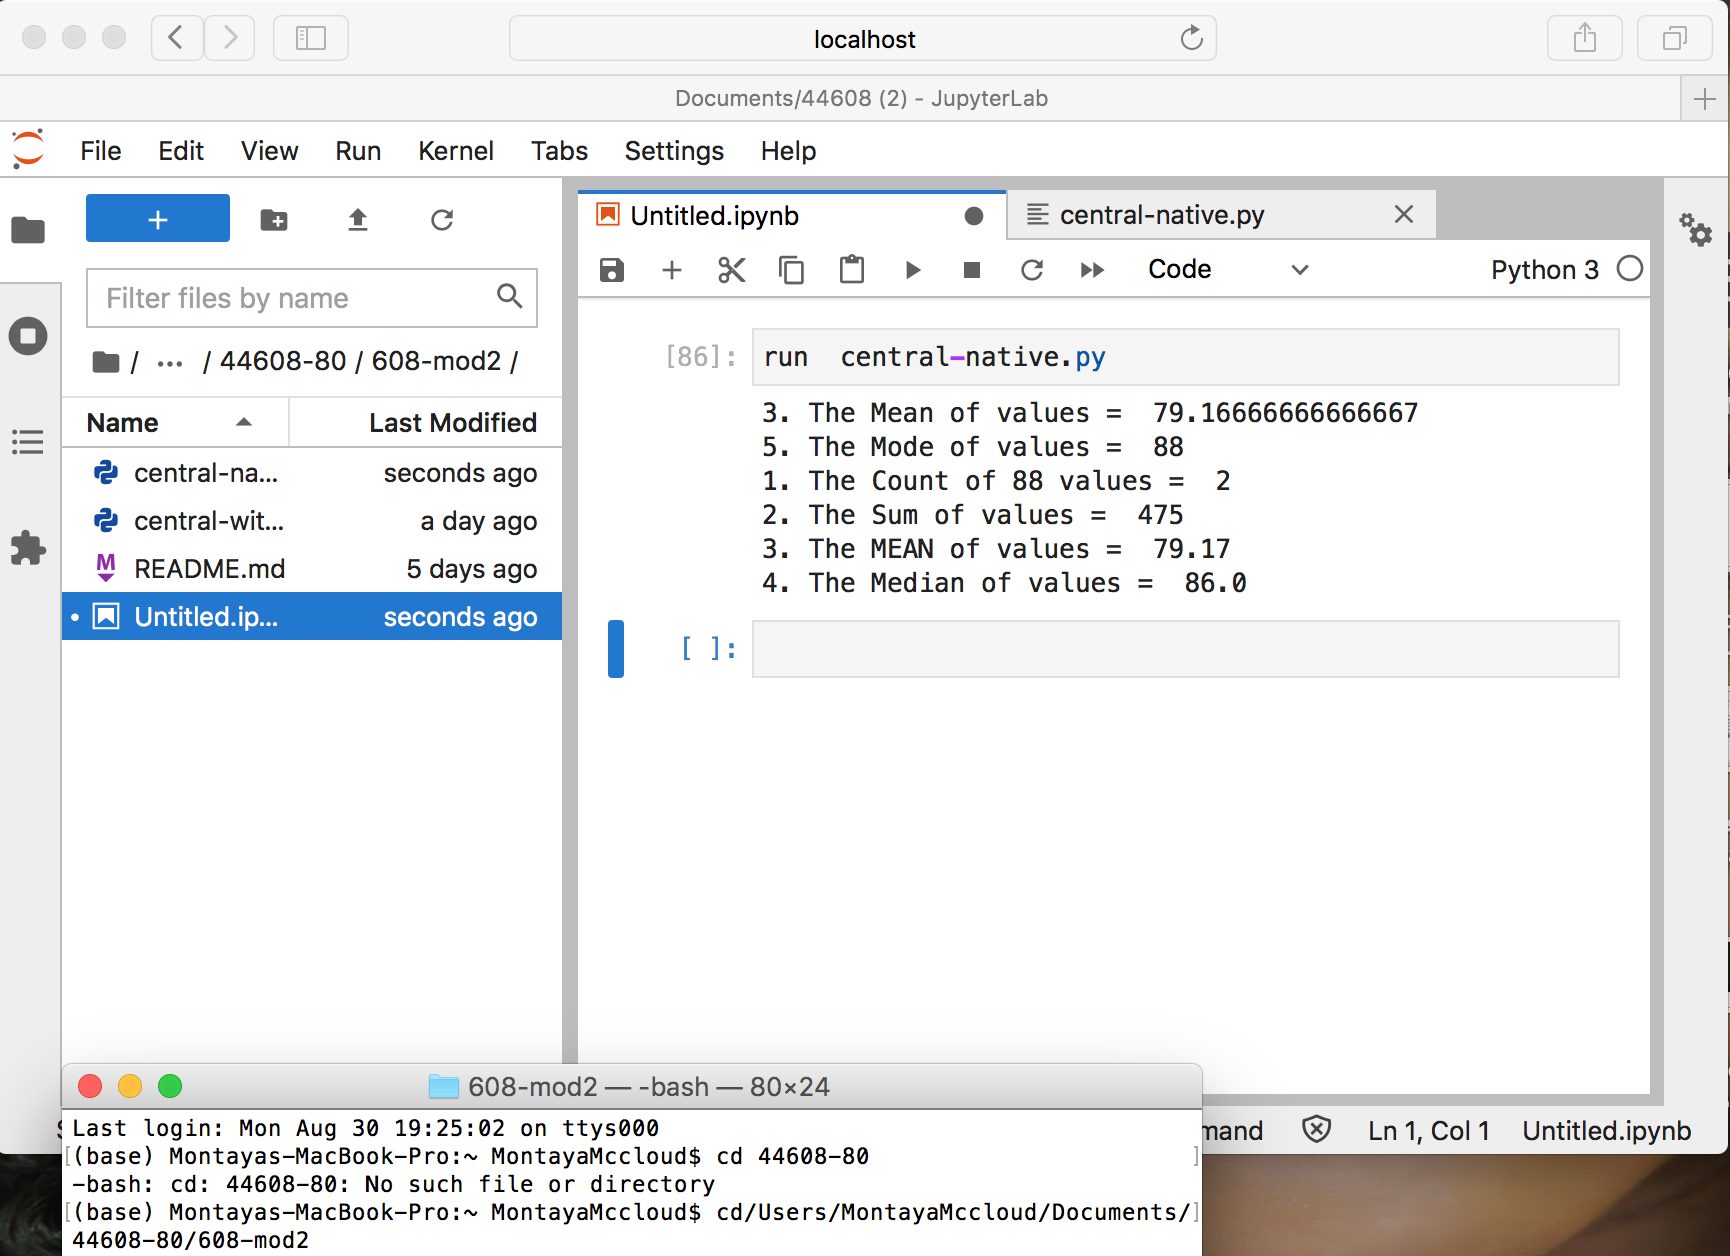 localhost
Documents/44608 (2) - JupyterLab
File Edit View Run Kernel Tabs Settings Help
Untitled.ipynb central-native.py
Code Python 3
Filter files by name
/ ... / 44608-80 / 608-mod2 /
Name Last Modified
central-na... seconds ago
central-wit... a day ago
README.md 5 days ago
Untitled.ip... seconds ago
[86]: run  central-native.py
3. The Mean of values =  79.16666666666667
5. The Mode of values =  88
1. The Count of 88 values =  2
2. The Sum of values =  475
3. The MEAN of values =  79.17
4. The Median of values =  86.0
[ ]:
608-mod2 — -bash — 80×24
Last login: Mon Aug 30 19:25:02 on ttys000
[(base) Montayas-MacBook-Pro:~ MontayaMccloud$ cd 44608-80 ]
-bash: cd: 44608-80: No such file or directory
[(base) Montayas-MacBook-Pro:~ MontayaMccloud$ cd/Users/MontayaMccloud/Documents/]
44608-80/608-mod2
mand Ln 1, Col 1 Untitled.ipynb